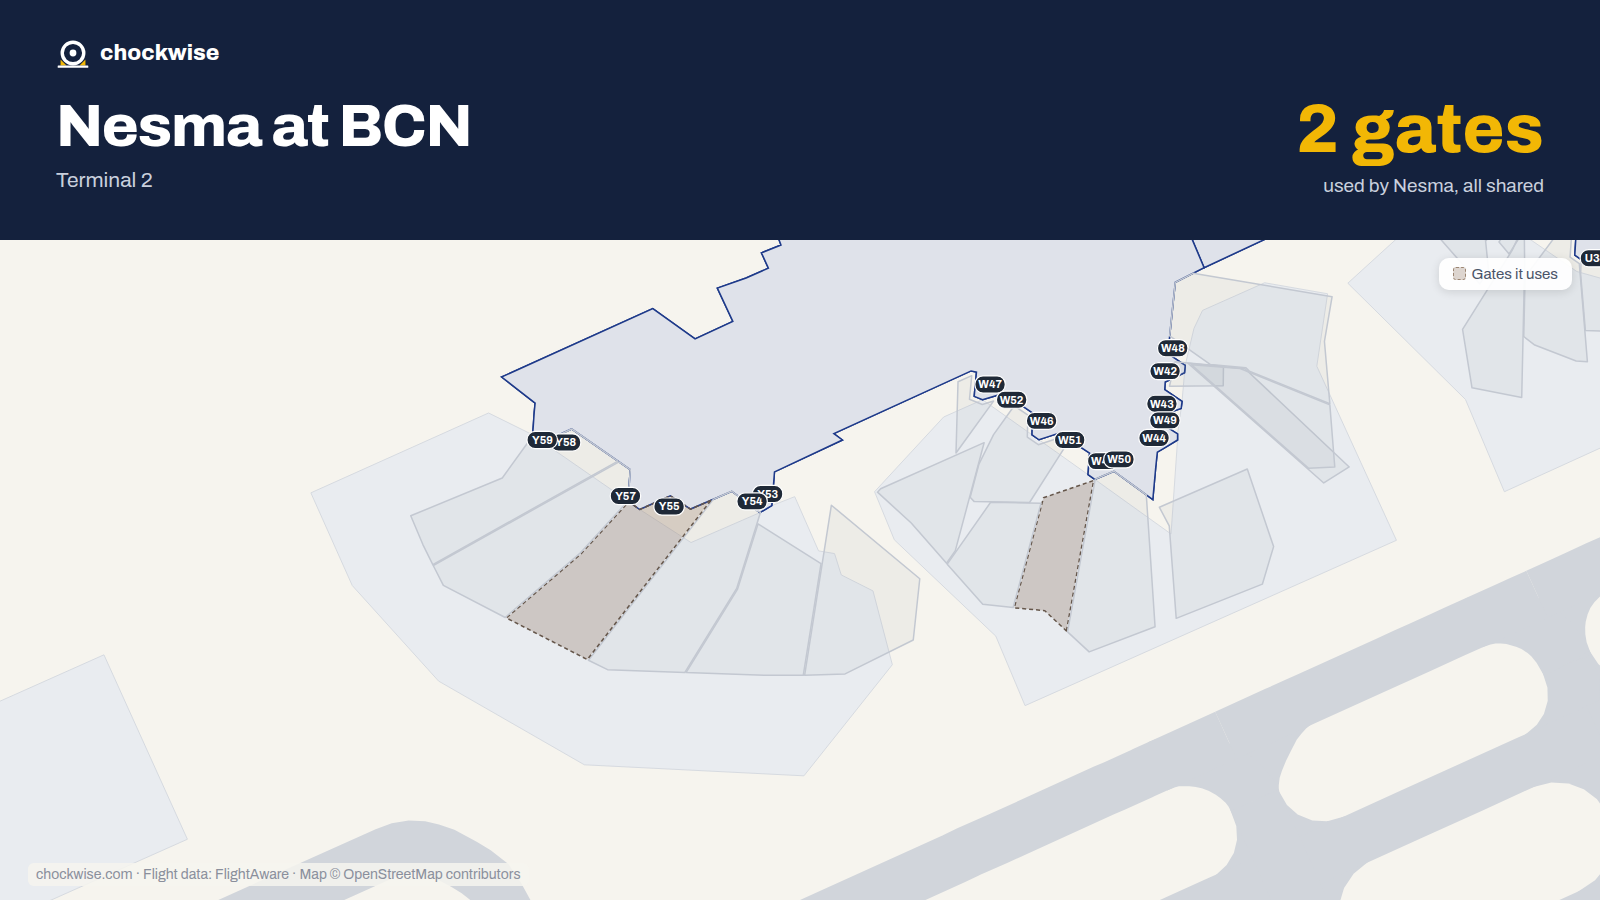 chockwise
Nesma at BCN
Terminal 2
2 gates
used by Nesma, all shared
Gates it uses
W48
W42
W47
W52
W43
W49
W46
W44
W51
W50
Y59
Y58
Y57
Y55
Y54
Y53
chockwise.com · Flight data: FlightAware · Map © OpenStreetMap contributors